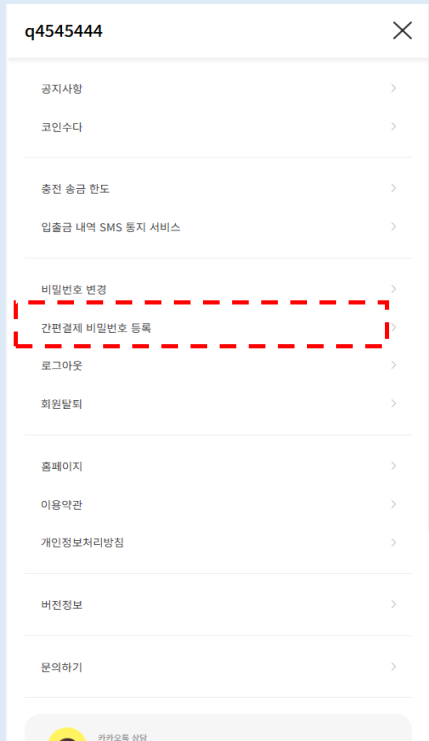 q4545444
공지사항
코인수다
충전 송금 한도
입출금 내역 SMS 통지 서비스
비밀번호 변경
간편결제 비밀번호 등록
로그아웃
회원탈퇴
홈페이지
이용약관
개인정보처리방침
버전정보
문의하기
카카오톡 상담